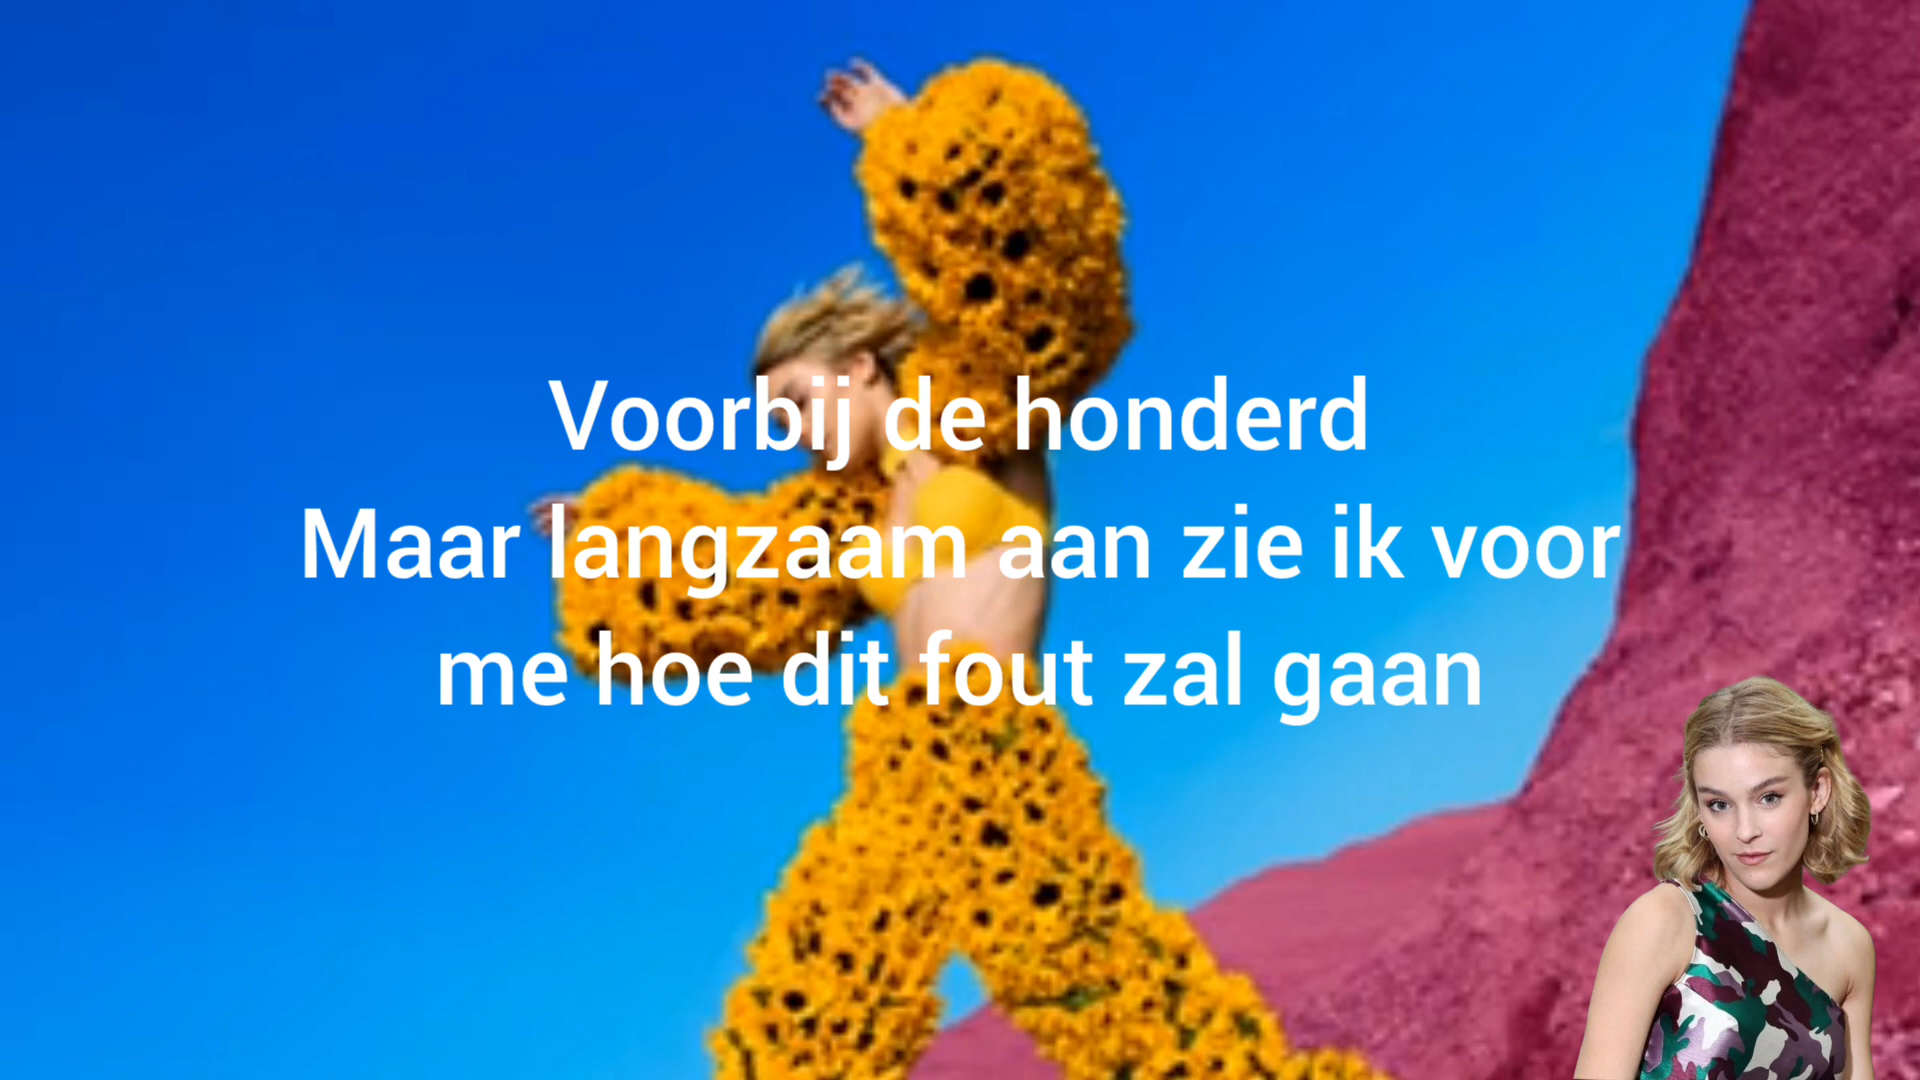 Voorbij de honderd
Maar langzaam aan zie ik voor
me hoe dit fout zal gaan